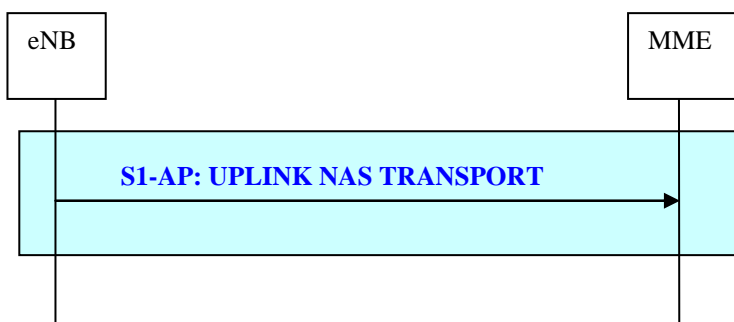 eNB
MME
S1-AP: UPLINK NAS TRANSPORT